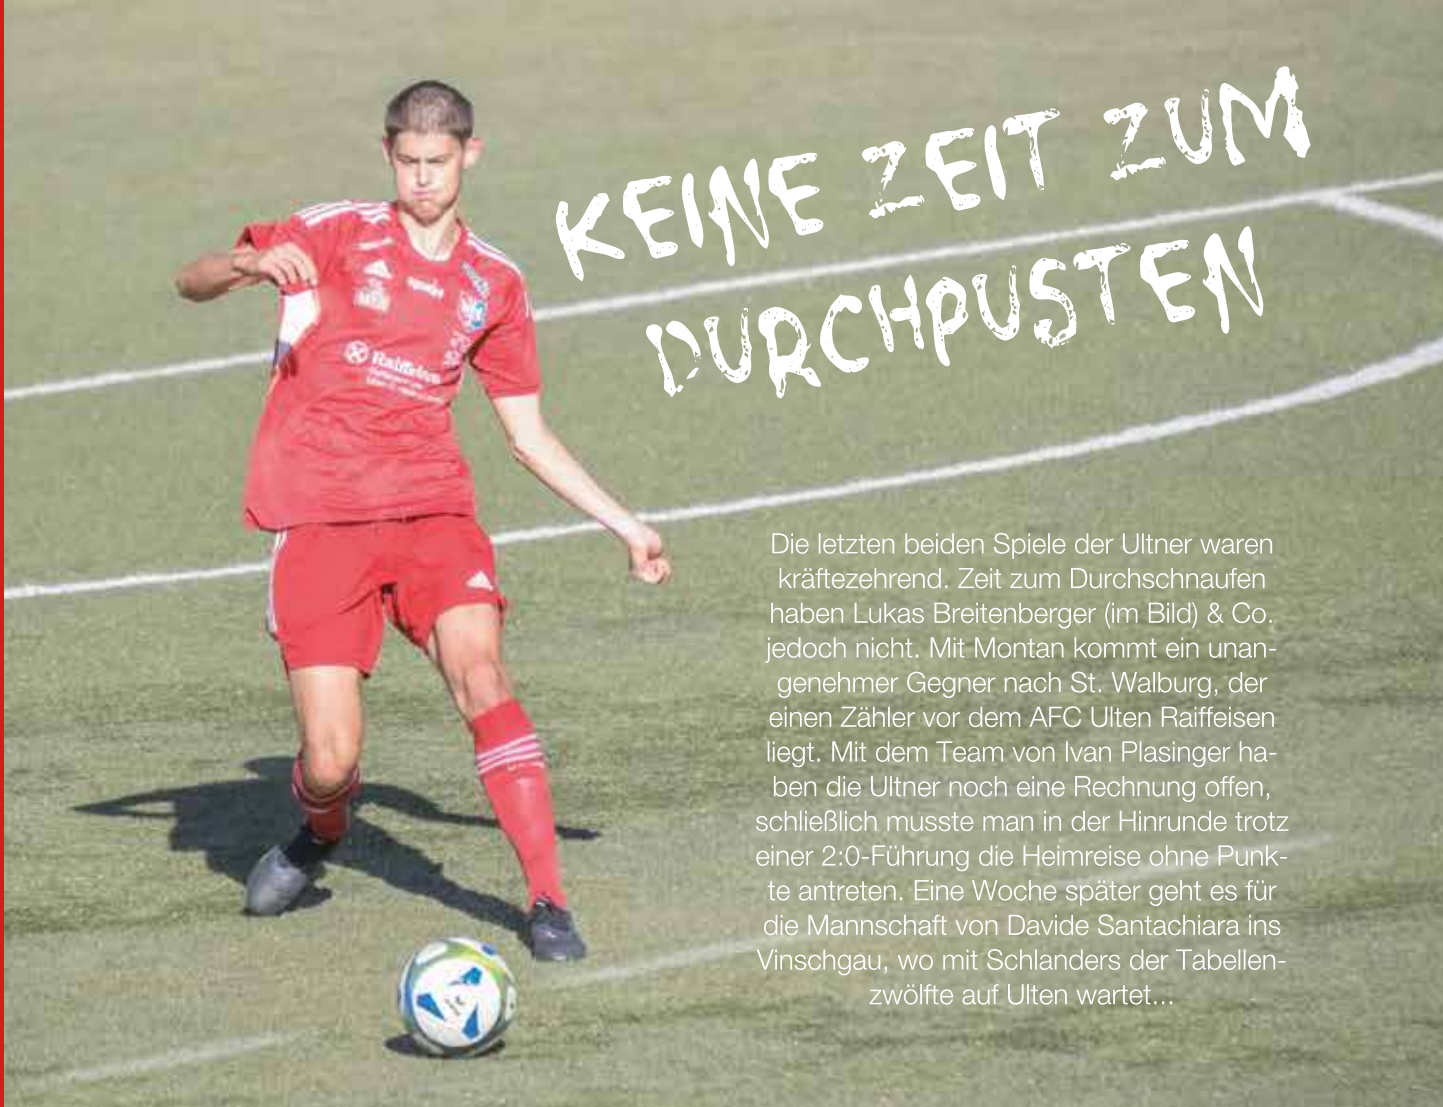 KEINE ZEIT ZUM
DURCHPUSTEN
Raiffeisen
Die letzten beiden Spiele der Ultner waren
kräftezehrend. Zeit zum Durchschnaufen
haben Lukas Breitenberger (im Bild) & Co.
jedoch nicht. Mit Montan kommt ein unan-
genehmer Gegner nach St. Walburg, der
einen Zähler vor dem AFC Ulten Raiffeisen
liegt. Mit dem Team von Ivan Plasinger ha-
ben die Ultner noch eine Rechnung offen,
schließlich musste man in der Hinrunde trotz
einer 2:0-Führung die Heimreise ohne Punk-
te antreten. Eine Woche später geht es für
die Mannschaft von Davide Santachiara ins
Vinschgau, wo mit Schlanders der Tabellen-
zwölfte auf Ulten wartet...